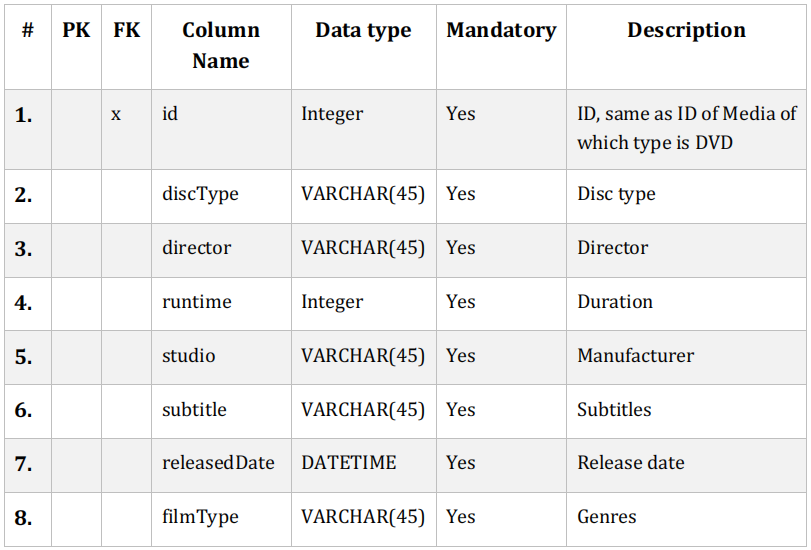 # PK FK Column Name Data type Mandatory Description
1. x id Integer Yes ID, same as ID of Media of which type is DVD
2. discType VARCHAR(45) Yes Disc type
3. director VARCHAR(45) Yes Director
4. runtime Integer Yes Duration
5. studio VARCHAR(45) Yes Manufacturer
6. subtitle VARCHAR(45) Yes Subtitles
7. releasedDate DATETIME Yes Release date
8. filmType VARCHAR(45) Yes Genres